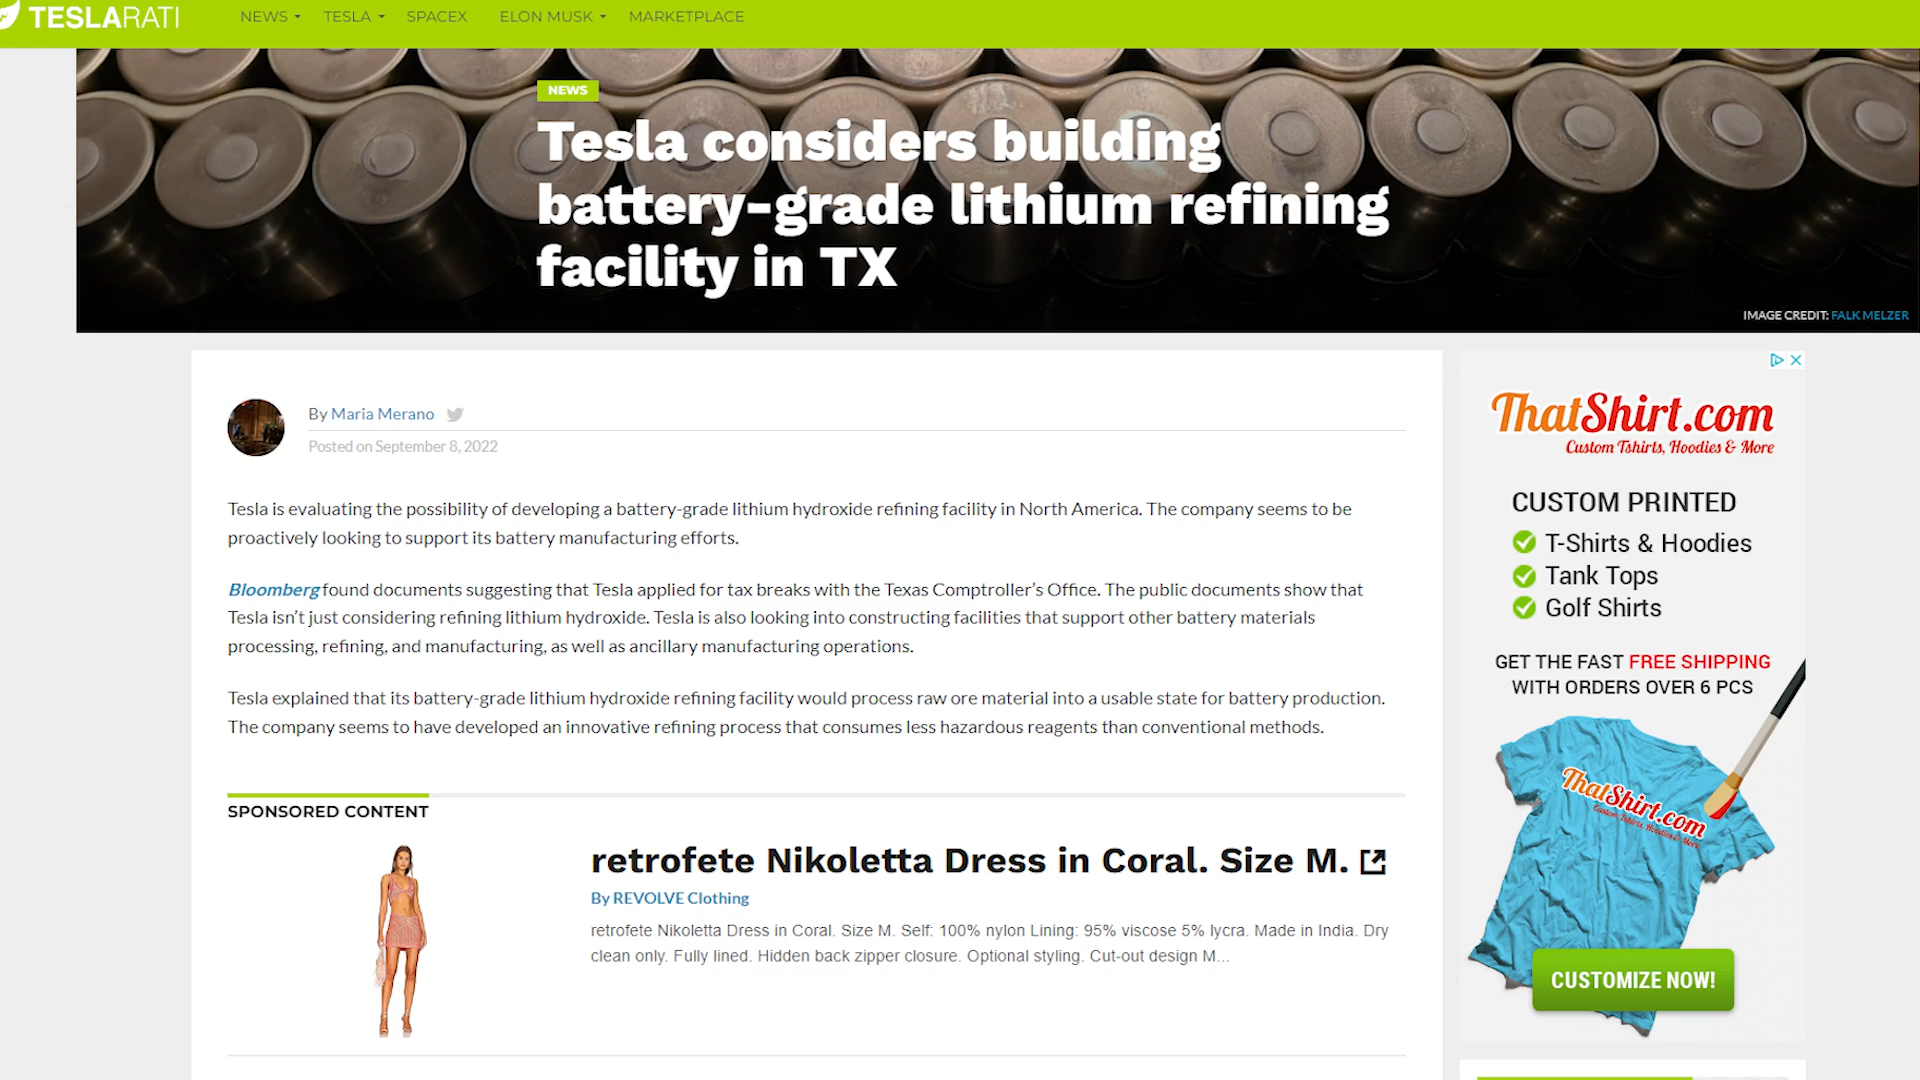 TESLARATI
NEWS TESLA SPACEX ELON MUSK MARKETPLACE
NEWS
Tesla considers building
battery-grade lithium refining
facility in TX
IMAGE CREDIT: FALK MELZER
By Maria Merano
Posted on September 8, 2022
Tesla is evaluating the possibility of developing a battery-grade lithium hydroxide refining facility in North America. The company seems to be
proactively looking to support its battery manufacturing efforts.
Bloomberg found documents suggesting that Tesla applied for tax breaks with the Texas Comptroller’s Office. The public documents show that
Tesla isn’t just considering refining lithium hydroxide. Tesla is also looking into constructing facilities that support other battery materials
processing, refining, and manufacturing, as well as ancillary manufacturing operations.
Tesla explained that its battery-grade lithium hydroxide refining facility would process raw ore material into a usable state for battery production.
The company seems to have developed an innovative refining process that consumes less hazardous reagents than conventional methods.
SPONSORED CONTENT
retrofete Nikoletta Dress in Coral. Size M.
By REVOLVE Clothing
retrofete Nikoletta Dress in Coral. Size M. Self: 100% nylon Lining: 95% viscose 5% lycra. Made in India. Dry
clean only. Fully lined. Hidden back zipper closure. Optional styling. Cut-out design M...
ThatShirt.com
Custom Tshirts, Hoodies & More
CUSTOM PRINTED
T-Shirts & Hoodies
Tank Tops
Golf Shirts
GET THE FAST FREE SHIPPING
WITH ORDERS OVER 6 PCS
ThatShirt.com
Custom Tshirts, Hoodies & More
CUSTOMIZE NOW!